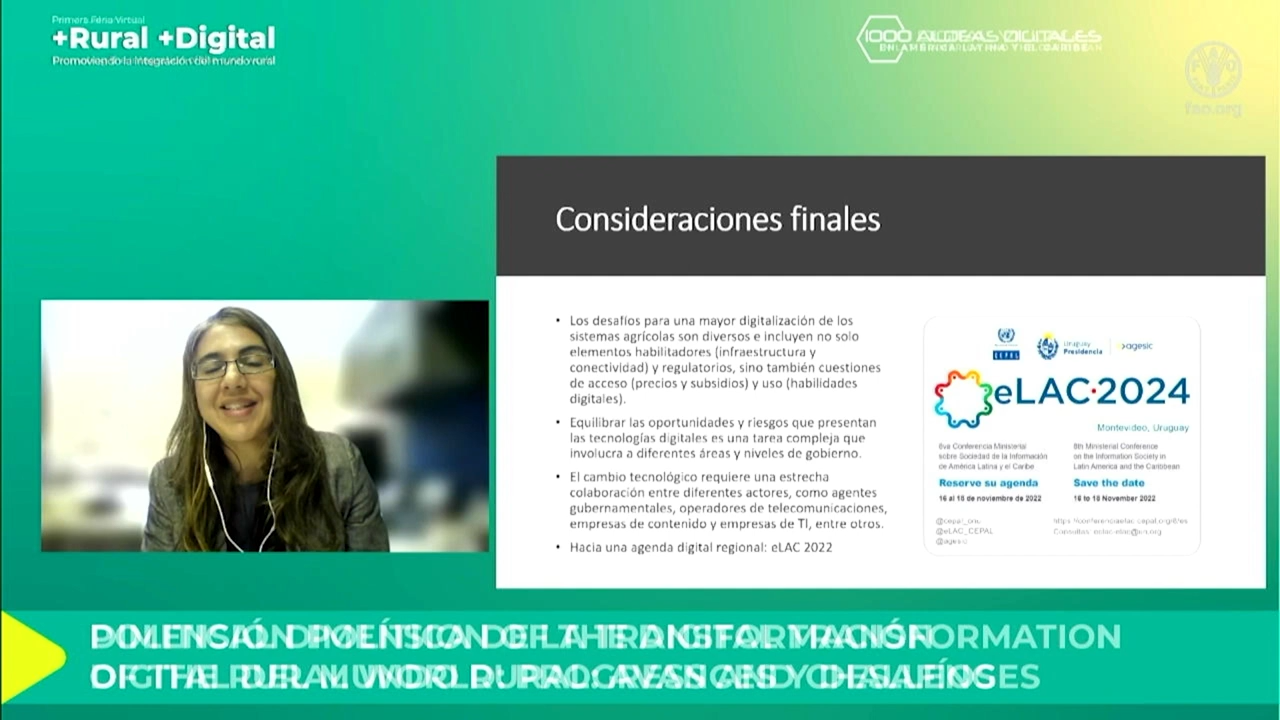 Primera Feria Virtual
+Rural +Digital
Promoviendo la integración del mundo rural
1000
fao.org
Consideraciones finales
• Los desafíos para una mayor digitalización de los
sistemas agrícolas son diversos e incluyen no solo
elementos habilitadores (infraestructura y
conectividad) y regulatorios, sino también cuestiones
de acceso (precios y subsidios) y uso (habilidades
digitales).
• Equilibrar las oportunidades y riesgos que presentan
las tecnologías digitales es una tarea compleja que
involucra a diferentes áreas y niveles de gobierno.
• El cambio tecnológico requiere una estrecha
colaboración entre diferentes actores, como agentes
gubernamentales, operadores de telecomunicaciones,
empresas de contenido y empresas de TI, entre otros.
• Hacia una agenda digital regional: eLAC 2022
CEPAL
Uruguay
Presidencia
agesic
eLAC·2024
Montevideo, Uruguay
8va Conferencia Ministerial
sobre Sociedad de la Información
de América Latina y el Caribe
Reserve su agenda
16 al 18 de noviembre de 2022
@cepal_onu
@eLAC_CEPAL
@agesic
8th Ministerial Conference
on the Information Society in
Latin America and the Caribbean
Save the date
16 to 18 November 2022